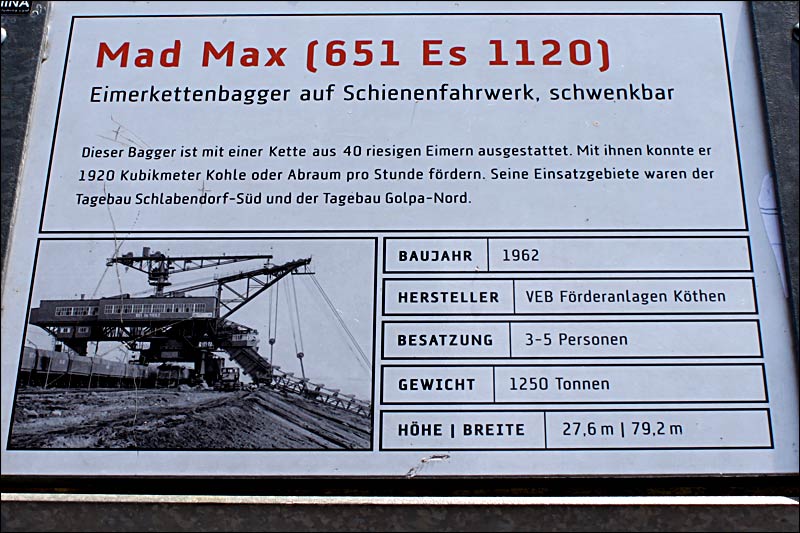 Mad Max (651 Es 1120)
Eimerkettenbagger auf Schienenfahrwerk, schwenkbar
Dieser Bagger ist mit einer Kette aus 40 riesigen Eimern ausgestattet. Mit ihnen konnte er
1920 Kubikmeter Kohle oder Abraum pro Stunde fördern. Seine Einsatzgebiete waren der
Tagebau Schlabendorf-Süd und der Tagebau Golpa-Nord.
BAUJAHR 1962
HERSTELLER VEB Förderanlagen Köthen
BESATZUNG 3-5 Personen
GEWICHT 1250 Tonnen
HÖHE | BREITE 27,6 m | 79,2 m